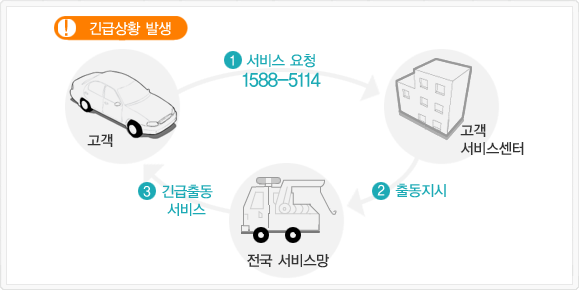 ! 긴급상황 발생
1 서비스 요청
1588-5114
고객
고객
서비스센터
2 출동지시
3 긴급출동
서비스
전국 서비스망